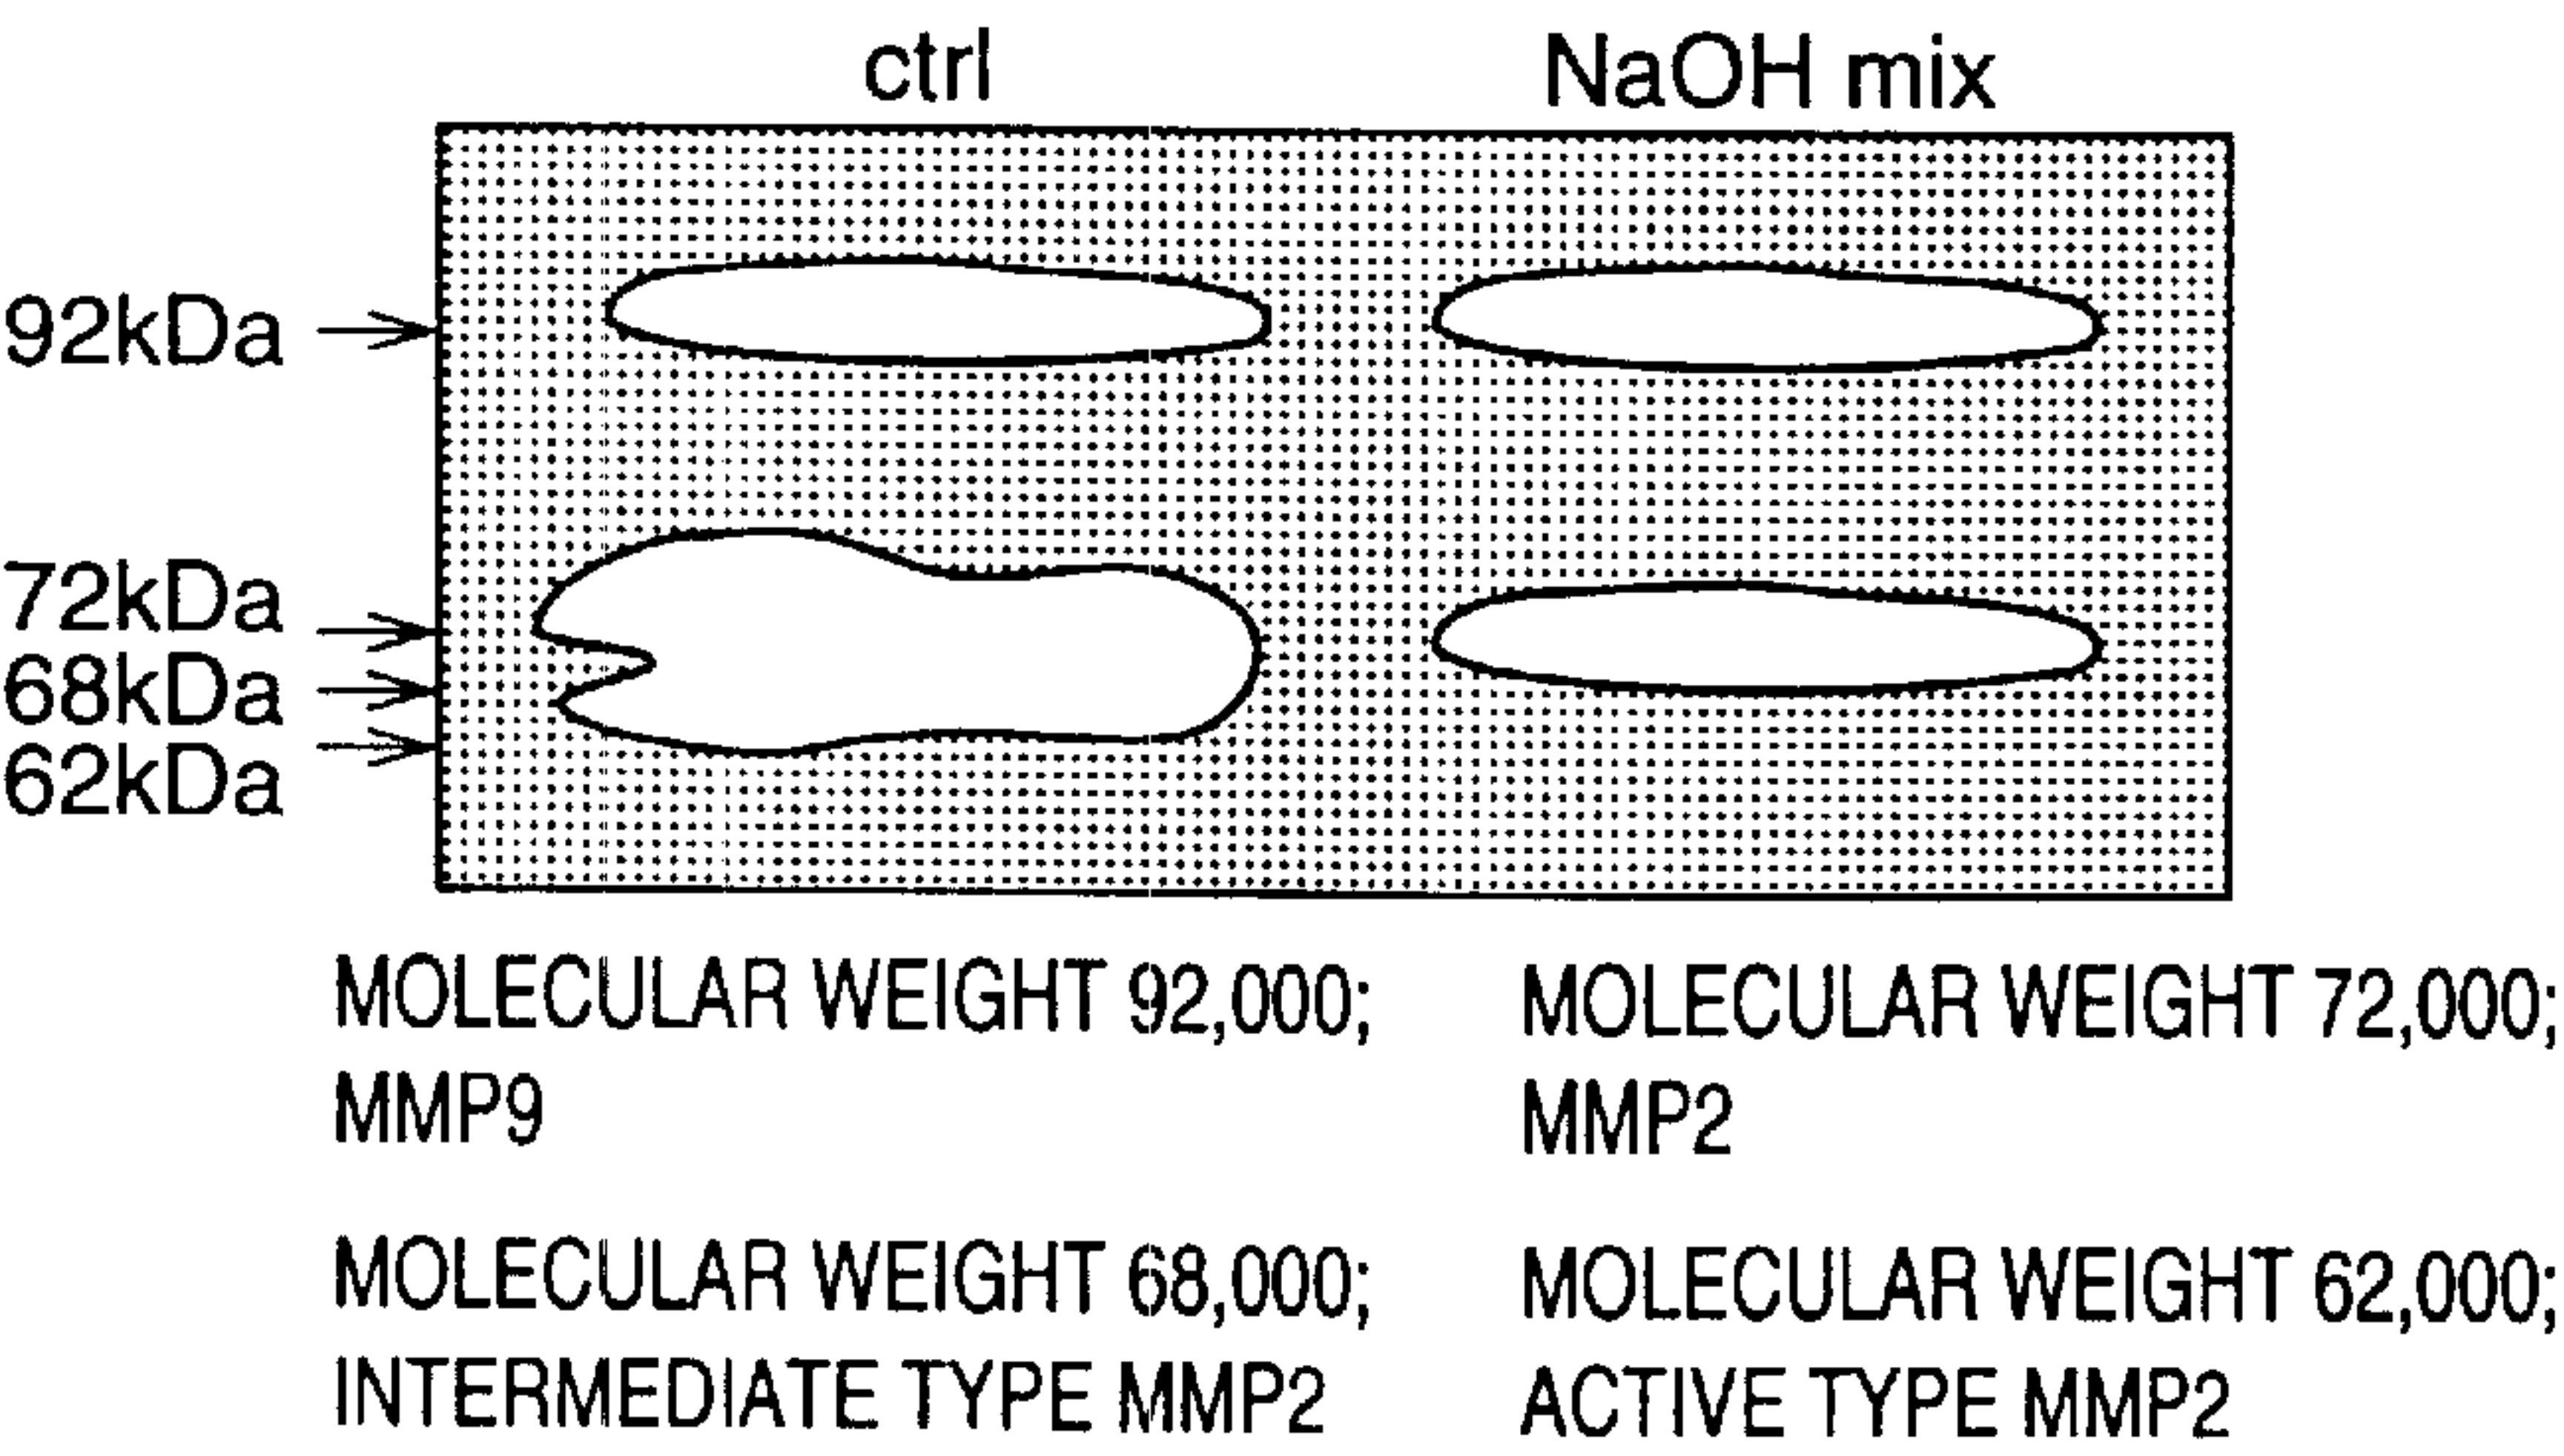 ctrl
NaOH mix
92kDa
72kDa
68kDa
62kDa
MOLECULAR WEIGHT 92,000;
MMP9
MOLECULAR WEIGHT 72,000;
MMP2
MOLECULAR WEIGHT 68,000;
INTERMEDIATE TYPE MMP2
MOLECULAR WEIGHT 62,000;
ACTIVE TYPE MMP2